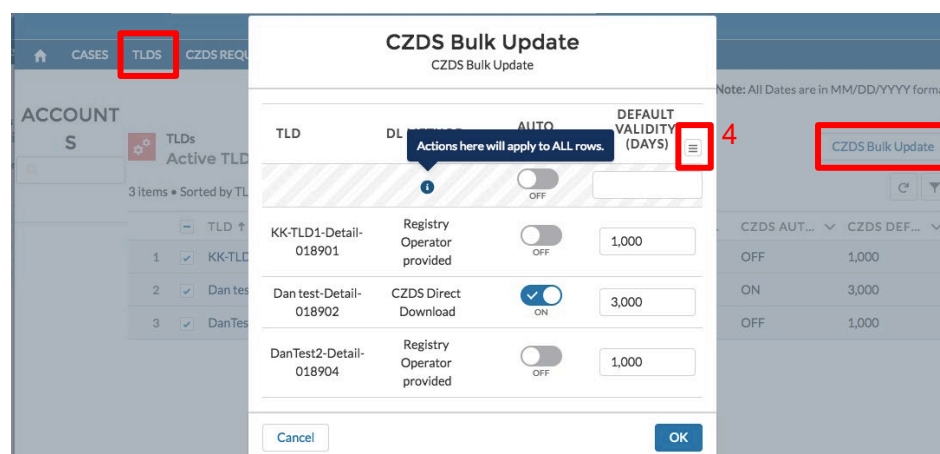 CASES
TLDS
CZDS REQU
Note: All Dates are in MM/DD/YYYY forma
ACCOUNT
S
TLDs
Active TLD
3 items • Sorted by TL
TLD ↑
1 KK-TLD
2 Dan tes
3 DanTes
CZDS Bulk Update
CZDS Bulk Update
TLD
DL METHOD
AUTO
DEFAULT
VALIDITY
(DAYS)
4
Actions here will apply to ALL rows.
OFF
KK-TLD1-Detail-
018901
Registry
Operator
provided
OFF
1,000
Dan test-Detail-
018902
CZDS Direct
Download
ON
3,000
DanTest2-Detail-
018904
Registry
Operator
provided
OFF
1,000
Cancel
OK
CZDS Bulk Update
CZDS AUT...
CZDS DEF...
OFF
1,000
ON
3,000
OFF
1,000